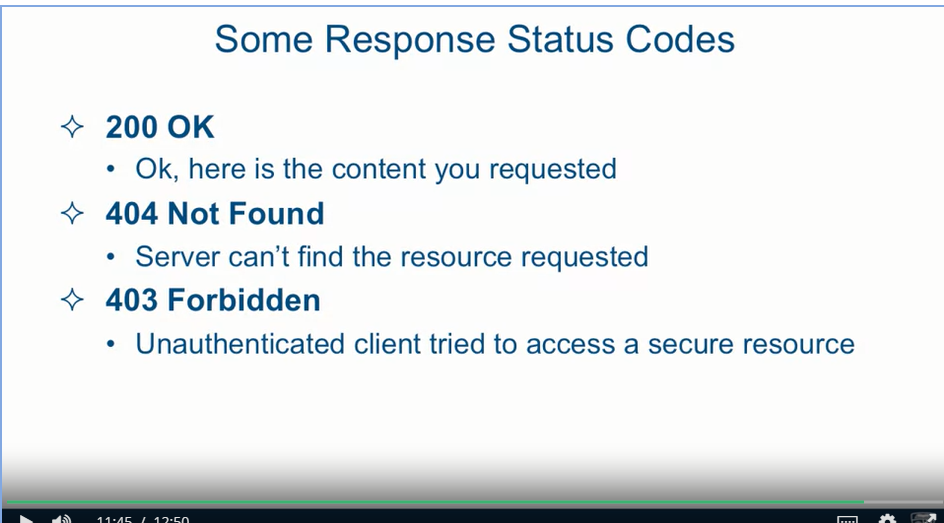 Some Response Status Codes
200 OK
• Ok, here is the content you requested
404 Not Found
• Server can’t find the resource requested
403 Forbidden
• Unauthenticated client tried to access a secure resource
11:45 / 12:50